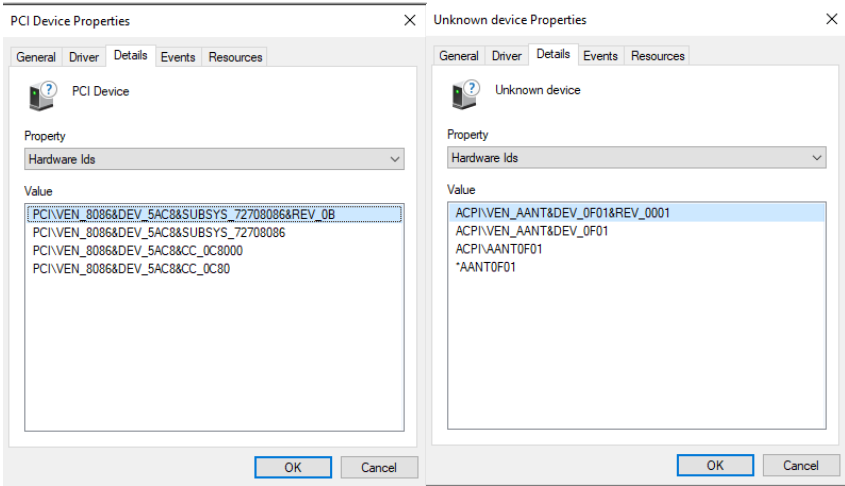 PCI Device Properties
General Driver Details Events Resources
PCI Device
Property
Hardware Ids
Value
PCI\VEN_8086&DEV_5AC8&SUBSYS_72708086&REV_0B
PCI\VEN_8086&DEV_5AC8&SUBSYS_72708086
PCI\VEN_8086&DEV_5AC8&CC_0C8000
PCI\VEN_8086&DEV_5AC8&CC_0C80
OK Cancel
Unknown device Properties
General Driver Details Events Resources
Unknown device
Property
Hardware Ids
Value
ACPI\VEN_AANT&DEV_0F01&REV_0001
ACPI\VEN_AANT&DEV_0F01
ACPI\AANT0F01
*AANT0F01
OK Cancel